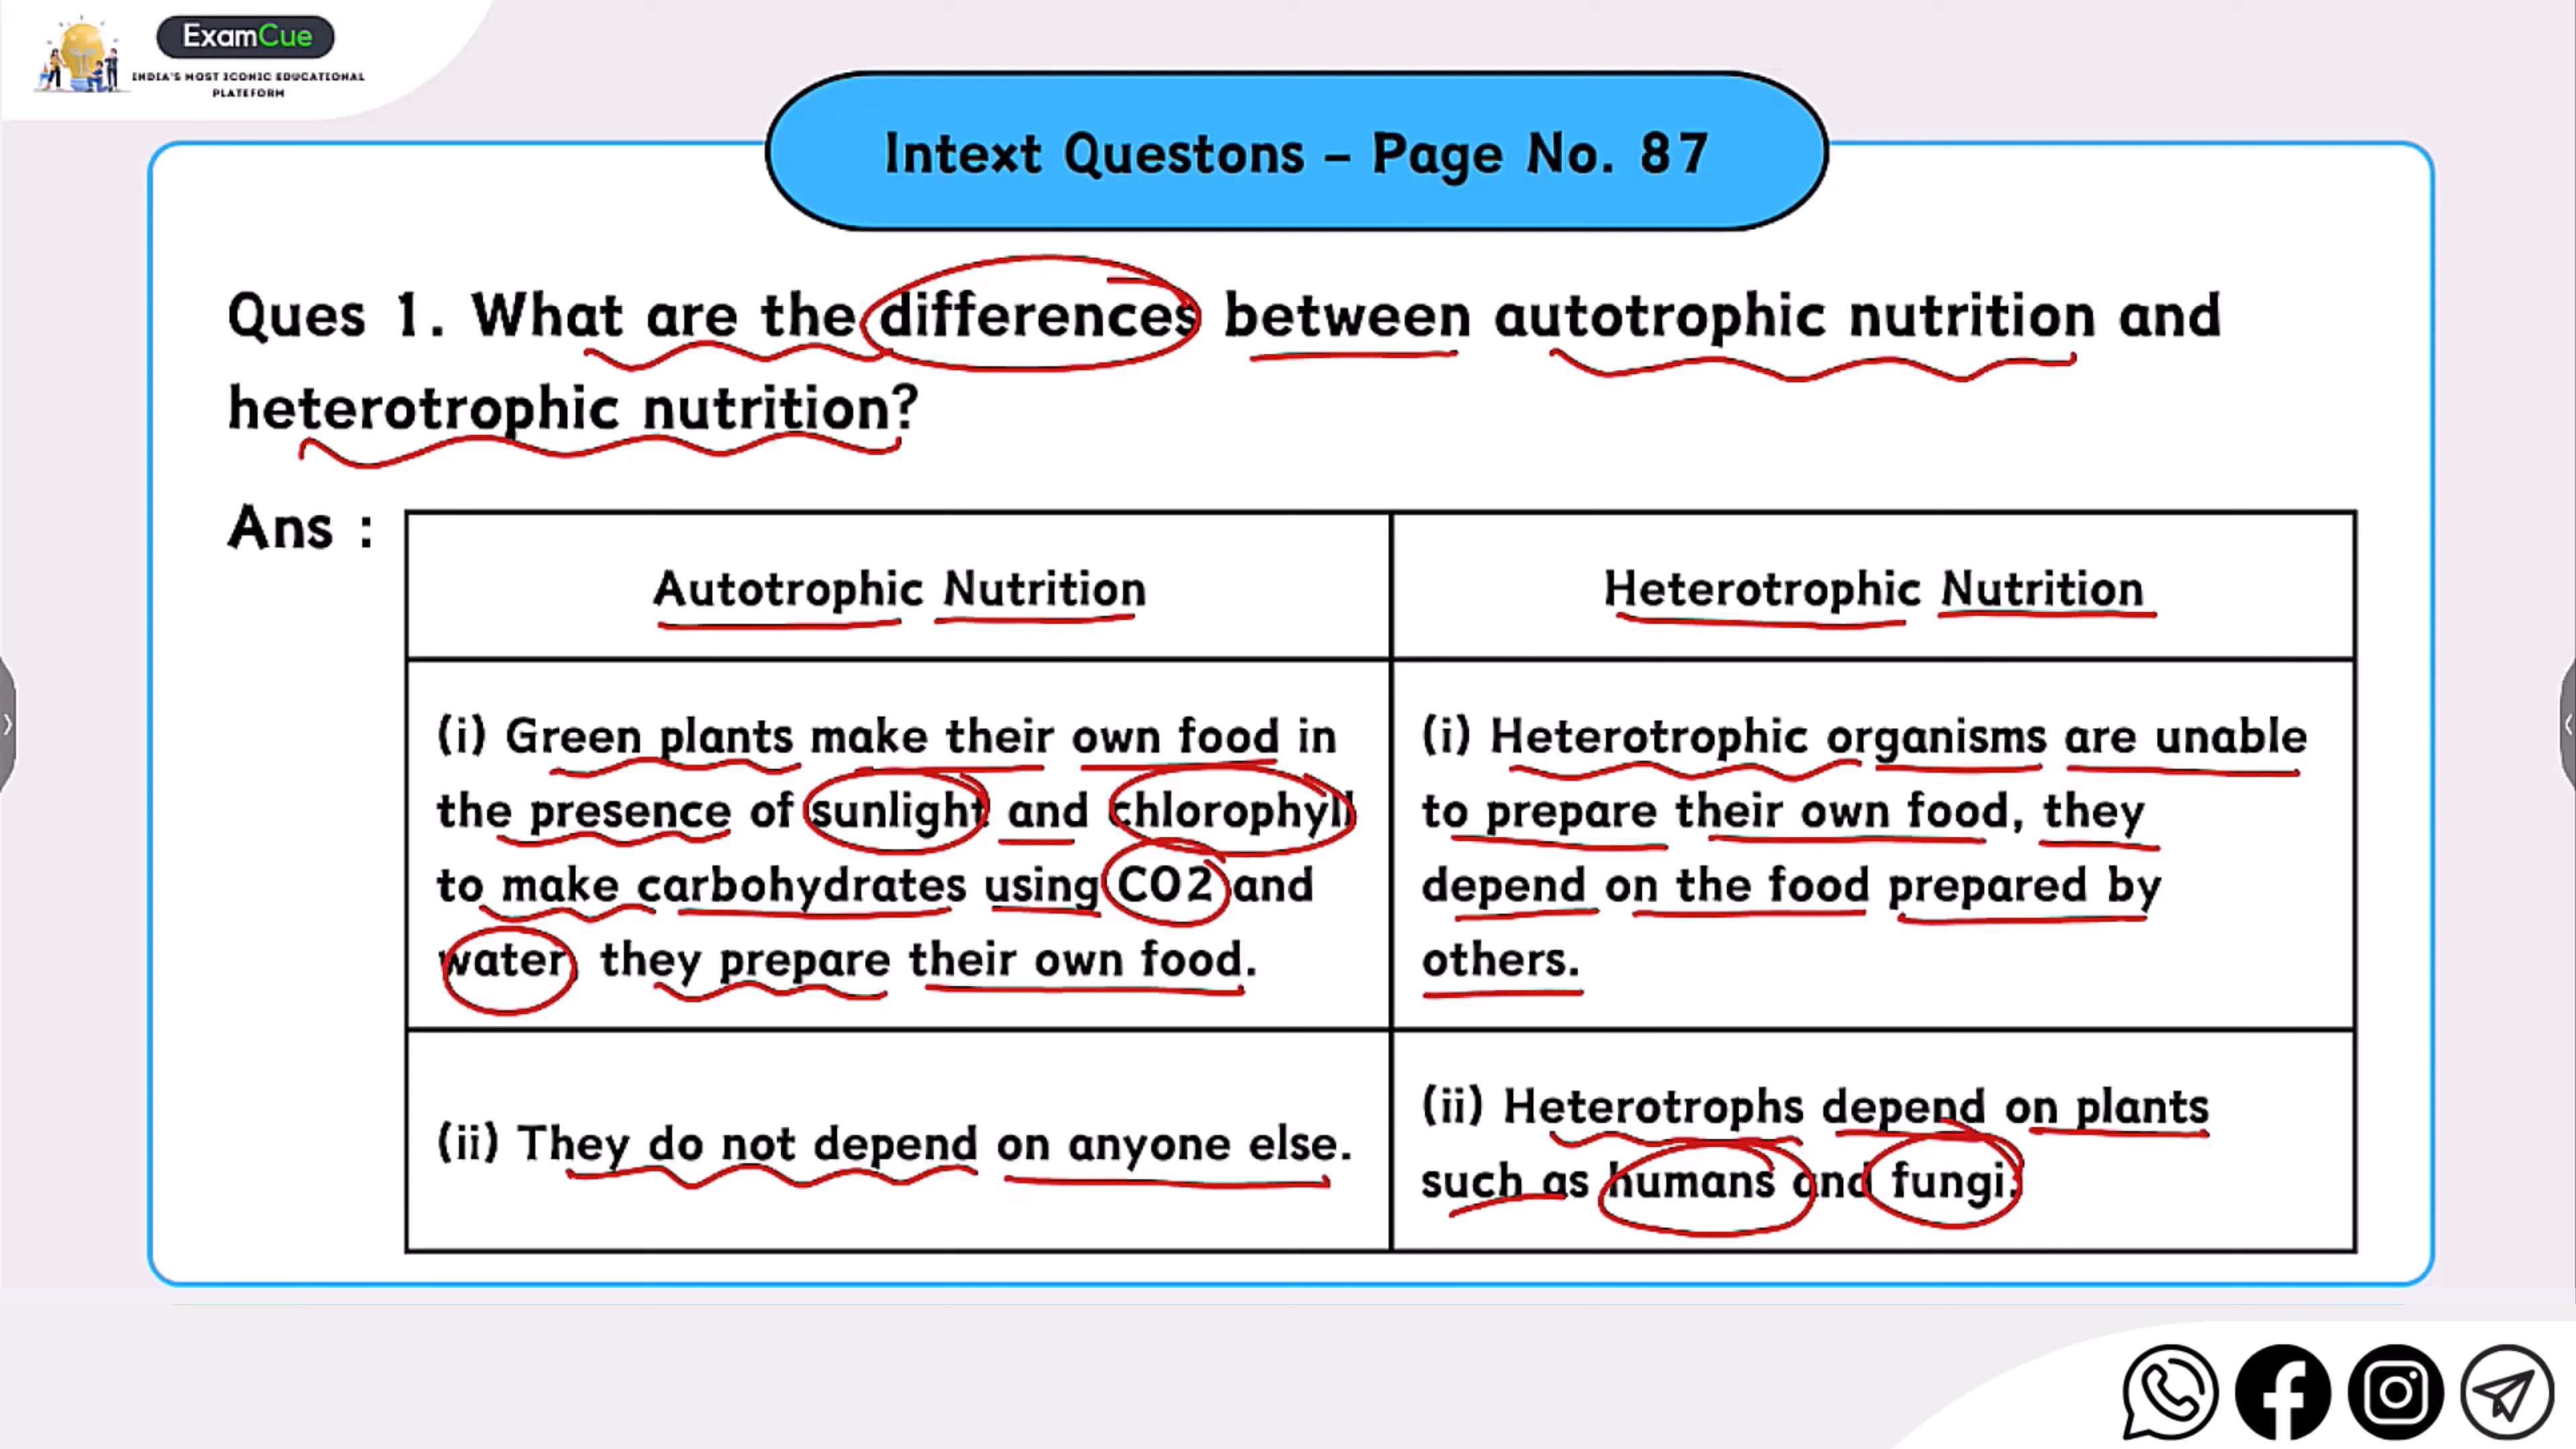 ExamCue
INDIA'S MOST ICONIC EDUCATIONAL
PLATEFORM
Intext Questons – Page No. 87
Ques 1. What are the differences between autotrophic nutrition and
heterotrophic nutrition?
Ans :
Autotrophic Nutrition
Heterotrophic Nutrition
(i) Green plants make their own food in
the presence of sunlight and chlorophyll
to make carbohydrates using CO2 and
water, they prepare their own food.
(i) Heterotrophic organisms are unable
to prepare their own food, they
depend on the food prepared by
others.
(ii) They do not depend on anyone else.
(ii) Heterotrophs depend on plants
such as humans and fungi.